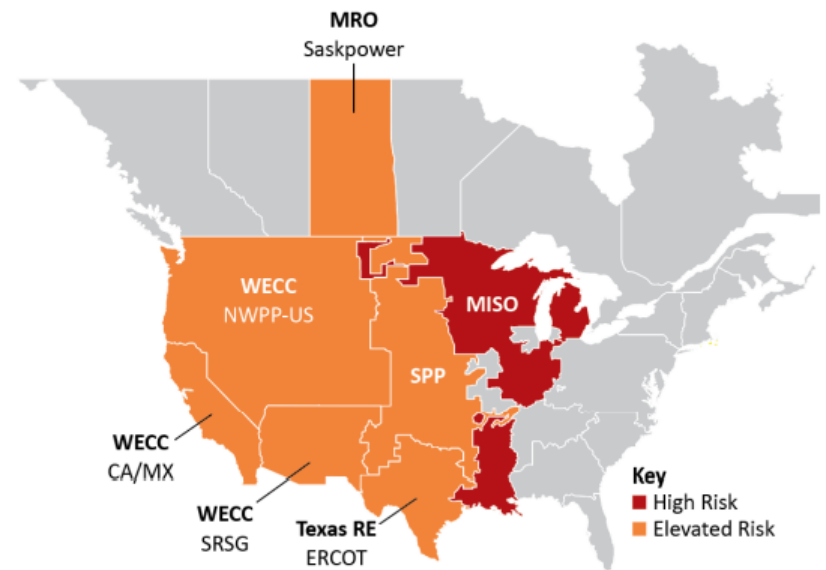 MRO
Saskpower
WECC
NWPP-US
MISO
SPP
WECC
CA/MX
WECC
SRSG
Texas RE
ERCOT
Key
High Risk
Elevated Risk